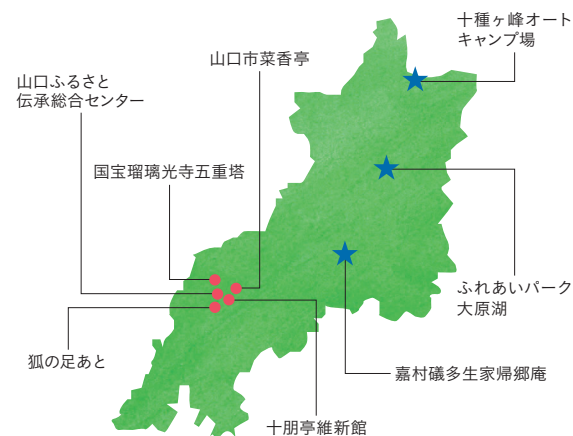 十種ヶ峰オート
キャンプ場
山口市菜香亭
山口ふるさと
伝承総合センター
国宝瑠璃光寺五重塔
ふれあいパーク
大原湖
狐の足あと
嘉村礒多生家帰郷庵
十朋亭維新館